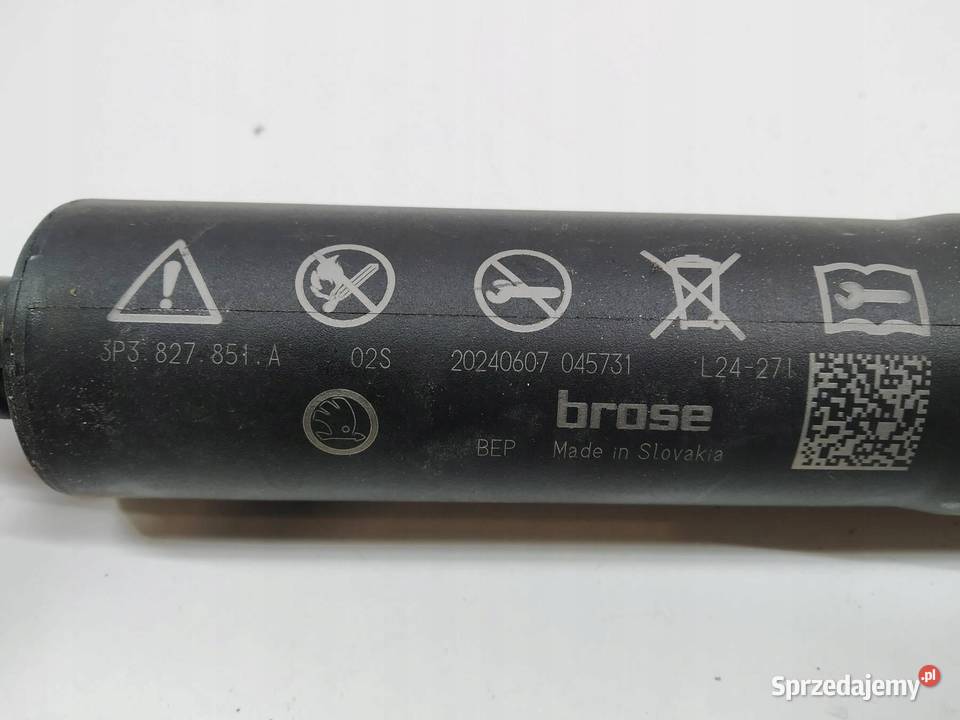 3P3.827.851.A 02S 20240607 045731 L24-271
brose
BEP Made in Slovakia
Sprzedajemy.pl